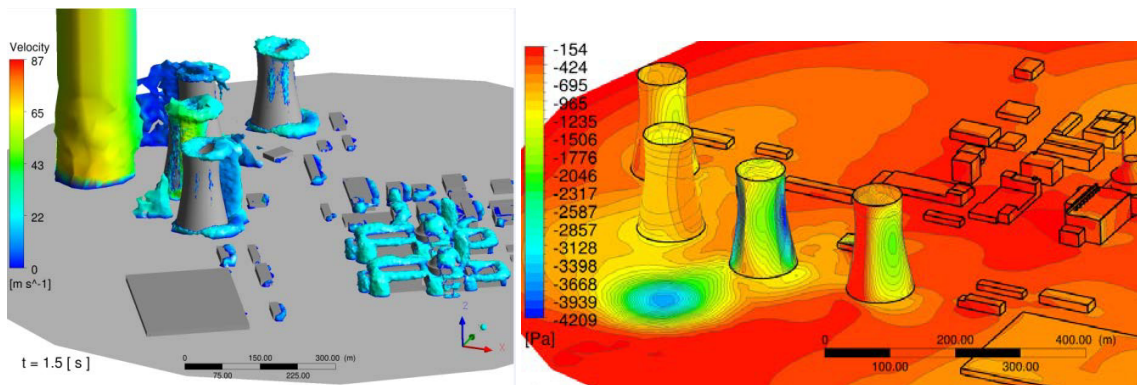 Velocity
87
65
43
22
0
[m s^-1]
t = 1.5 [ s ]
0 150.00 300.00 (m)
75.00 225.00
Z
X
-154
-424
-695
-965
-1235
-1506
-1776
-2046
-2317
-2587
-2857
-3128
-3398
-3668
-3939
-4209
[Pa]
0 200.00 400.00 (m)
100.00 300.00